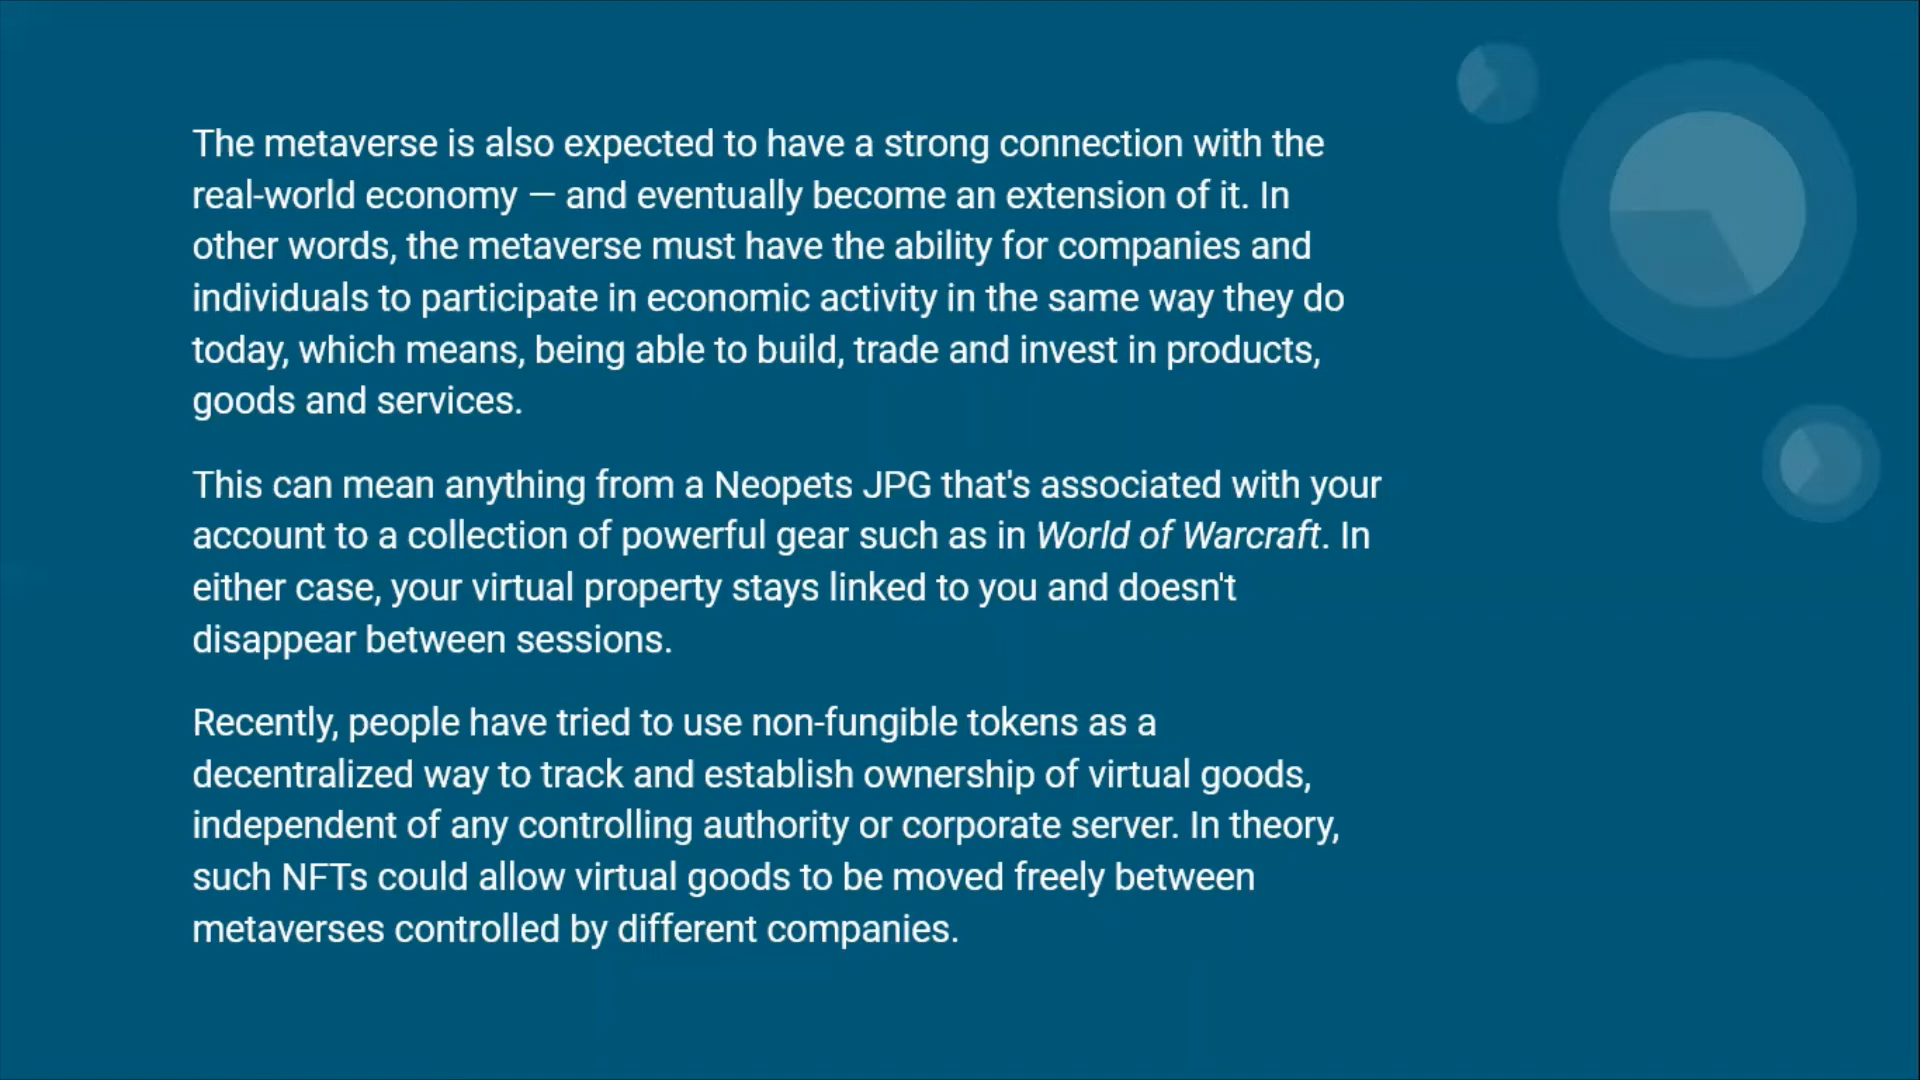 The metaverse is also expected to have a strong connection with the
real-world economy — and eventually become an extension of it. In
other words, the metaverse must have the ability for companies and
individuals to participate in economic activity in the same way they do
today, which means, being able to build, trade and invest in products,
goods and services.
This can mean anything from a Neopets JPG that's associated with your
account to a collection of powerful gear such as in World of Warcraft. In
either case, your virtual property stays linked to you and doesn't
disappear between sessions.
Recently, people have tried to use non-fungible tokens as a
decentralized way to track and establish ownership of virtual goods,
independent of any controlling authority or corporate server. In theory,
such NFTs could allow virtual goods to be moved freely between
metaverses controlled by different companies.